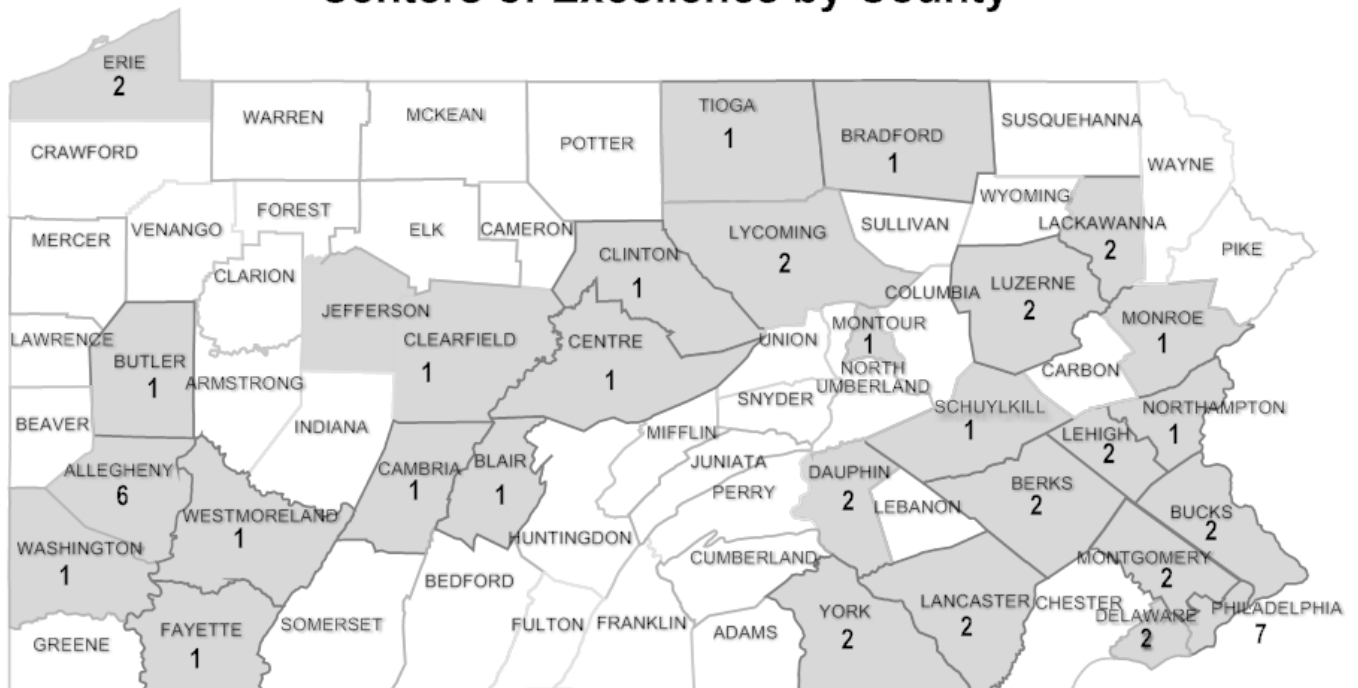 Centers of Excellence by County
ERIE
2
WARREN
MCKEAN
POTTER
TIOGA
1
BRADFORD
1
SUSQUEHANNA
WAYNE
CRAWFORD
VENANGO
FOREST
ELK
CAMERON
CLINTON
1
LYCOMING
2
SULLIVAN
WYOMING
LACKAWANNA
2
PIKE
MERCER
CLARION
JEFFERSON
CLEARFIELD
1
CENTRE
1
UNION
MONTOUR
1
COLUMBIA
LUZERNE
2
MONROE
1
LAWRENCE
BUTLER
1
ARMSTRONG
INDIANA
SNYDER
NORTH
UMBERLAND
CARBON
BEAVER
MIFFLIN
SCHUYLKILL
1
NORTHAMPTON
1
LEHIGH
2
ALLEGHENY
6
CAMBRIA
1
BLAIR
1
JUNIATA
PERRY
DAUPHIN
2
LEBANON
BERKS
2
BUCKS
2
WASHINGTON
1
WESTMORELAND
1
HUNTINGDON
CUMBERLAND
MONTGOMERY
2
BEDFORD
GREENE
FAYETTE
1
SOMERSET
FULTON
FRANKLIN
ADAMS
YORK
2
LANCASTER
2
CHESTER
DELAWARE
2
PHILADELPHIA
7